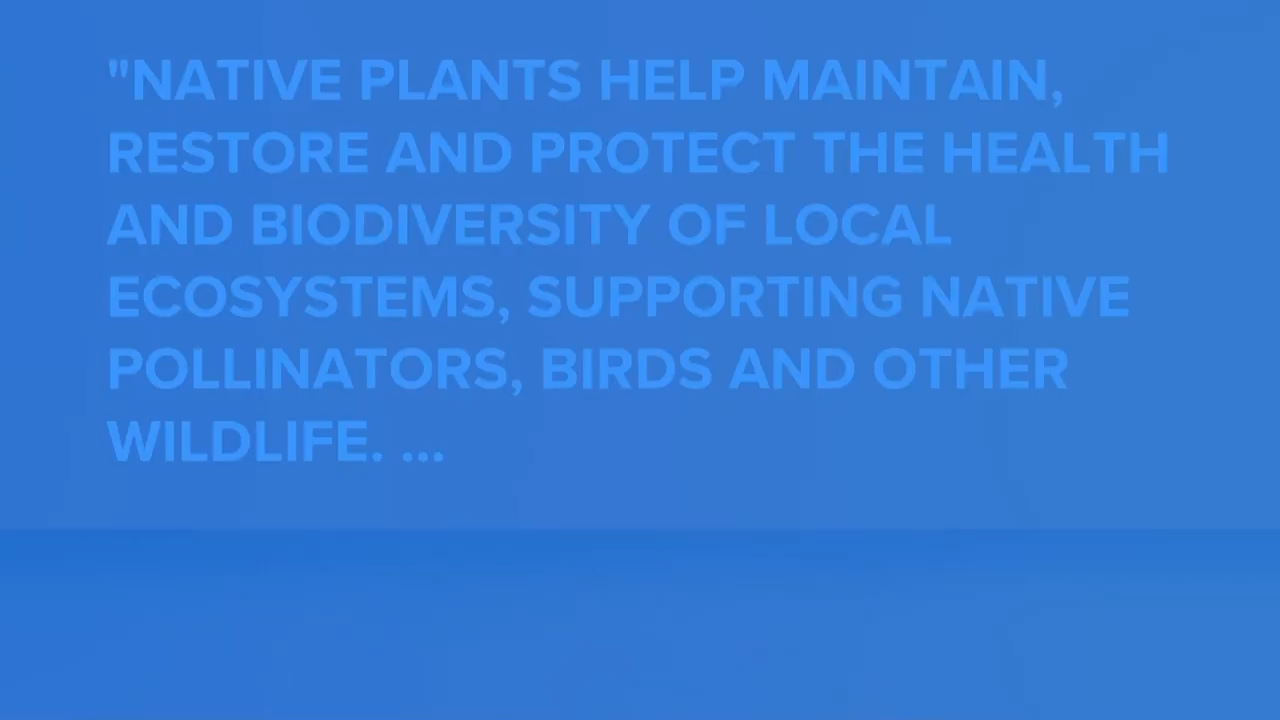 "NATIVE PLANTS HELP MAINTAIN,
RESTORE AND PROTECT THE HEALTH
AND BIODIVERSITY OF LOCAL
ECOSYSTEMS, SUPPORTING NATIVE
POLLINATORS, BIRDS AND OTHER
WILDLIFE. ...